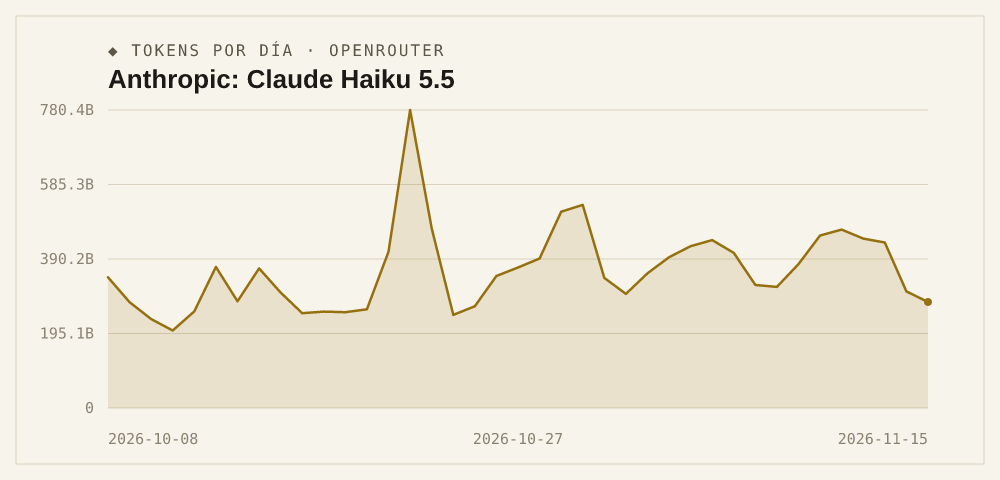 ◆ TOKENS POR DÍA · OPENROUTER
Anthropic: Claude Haiku 5.5
780.4B
585.3B
390.2B
195.1B
0
2026-10-08 2026-10-27 2026-11-15